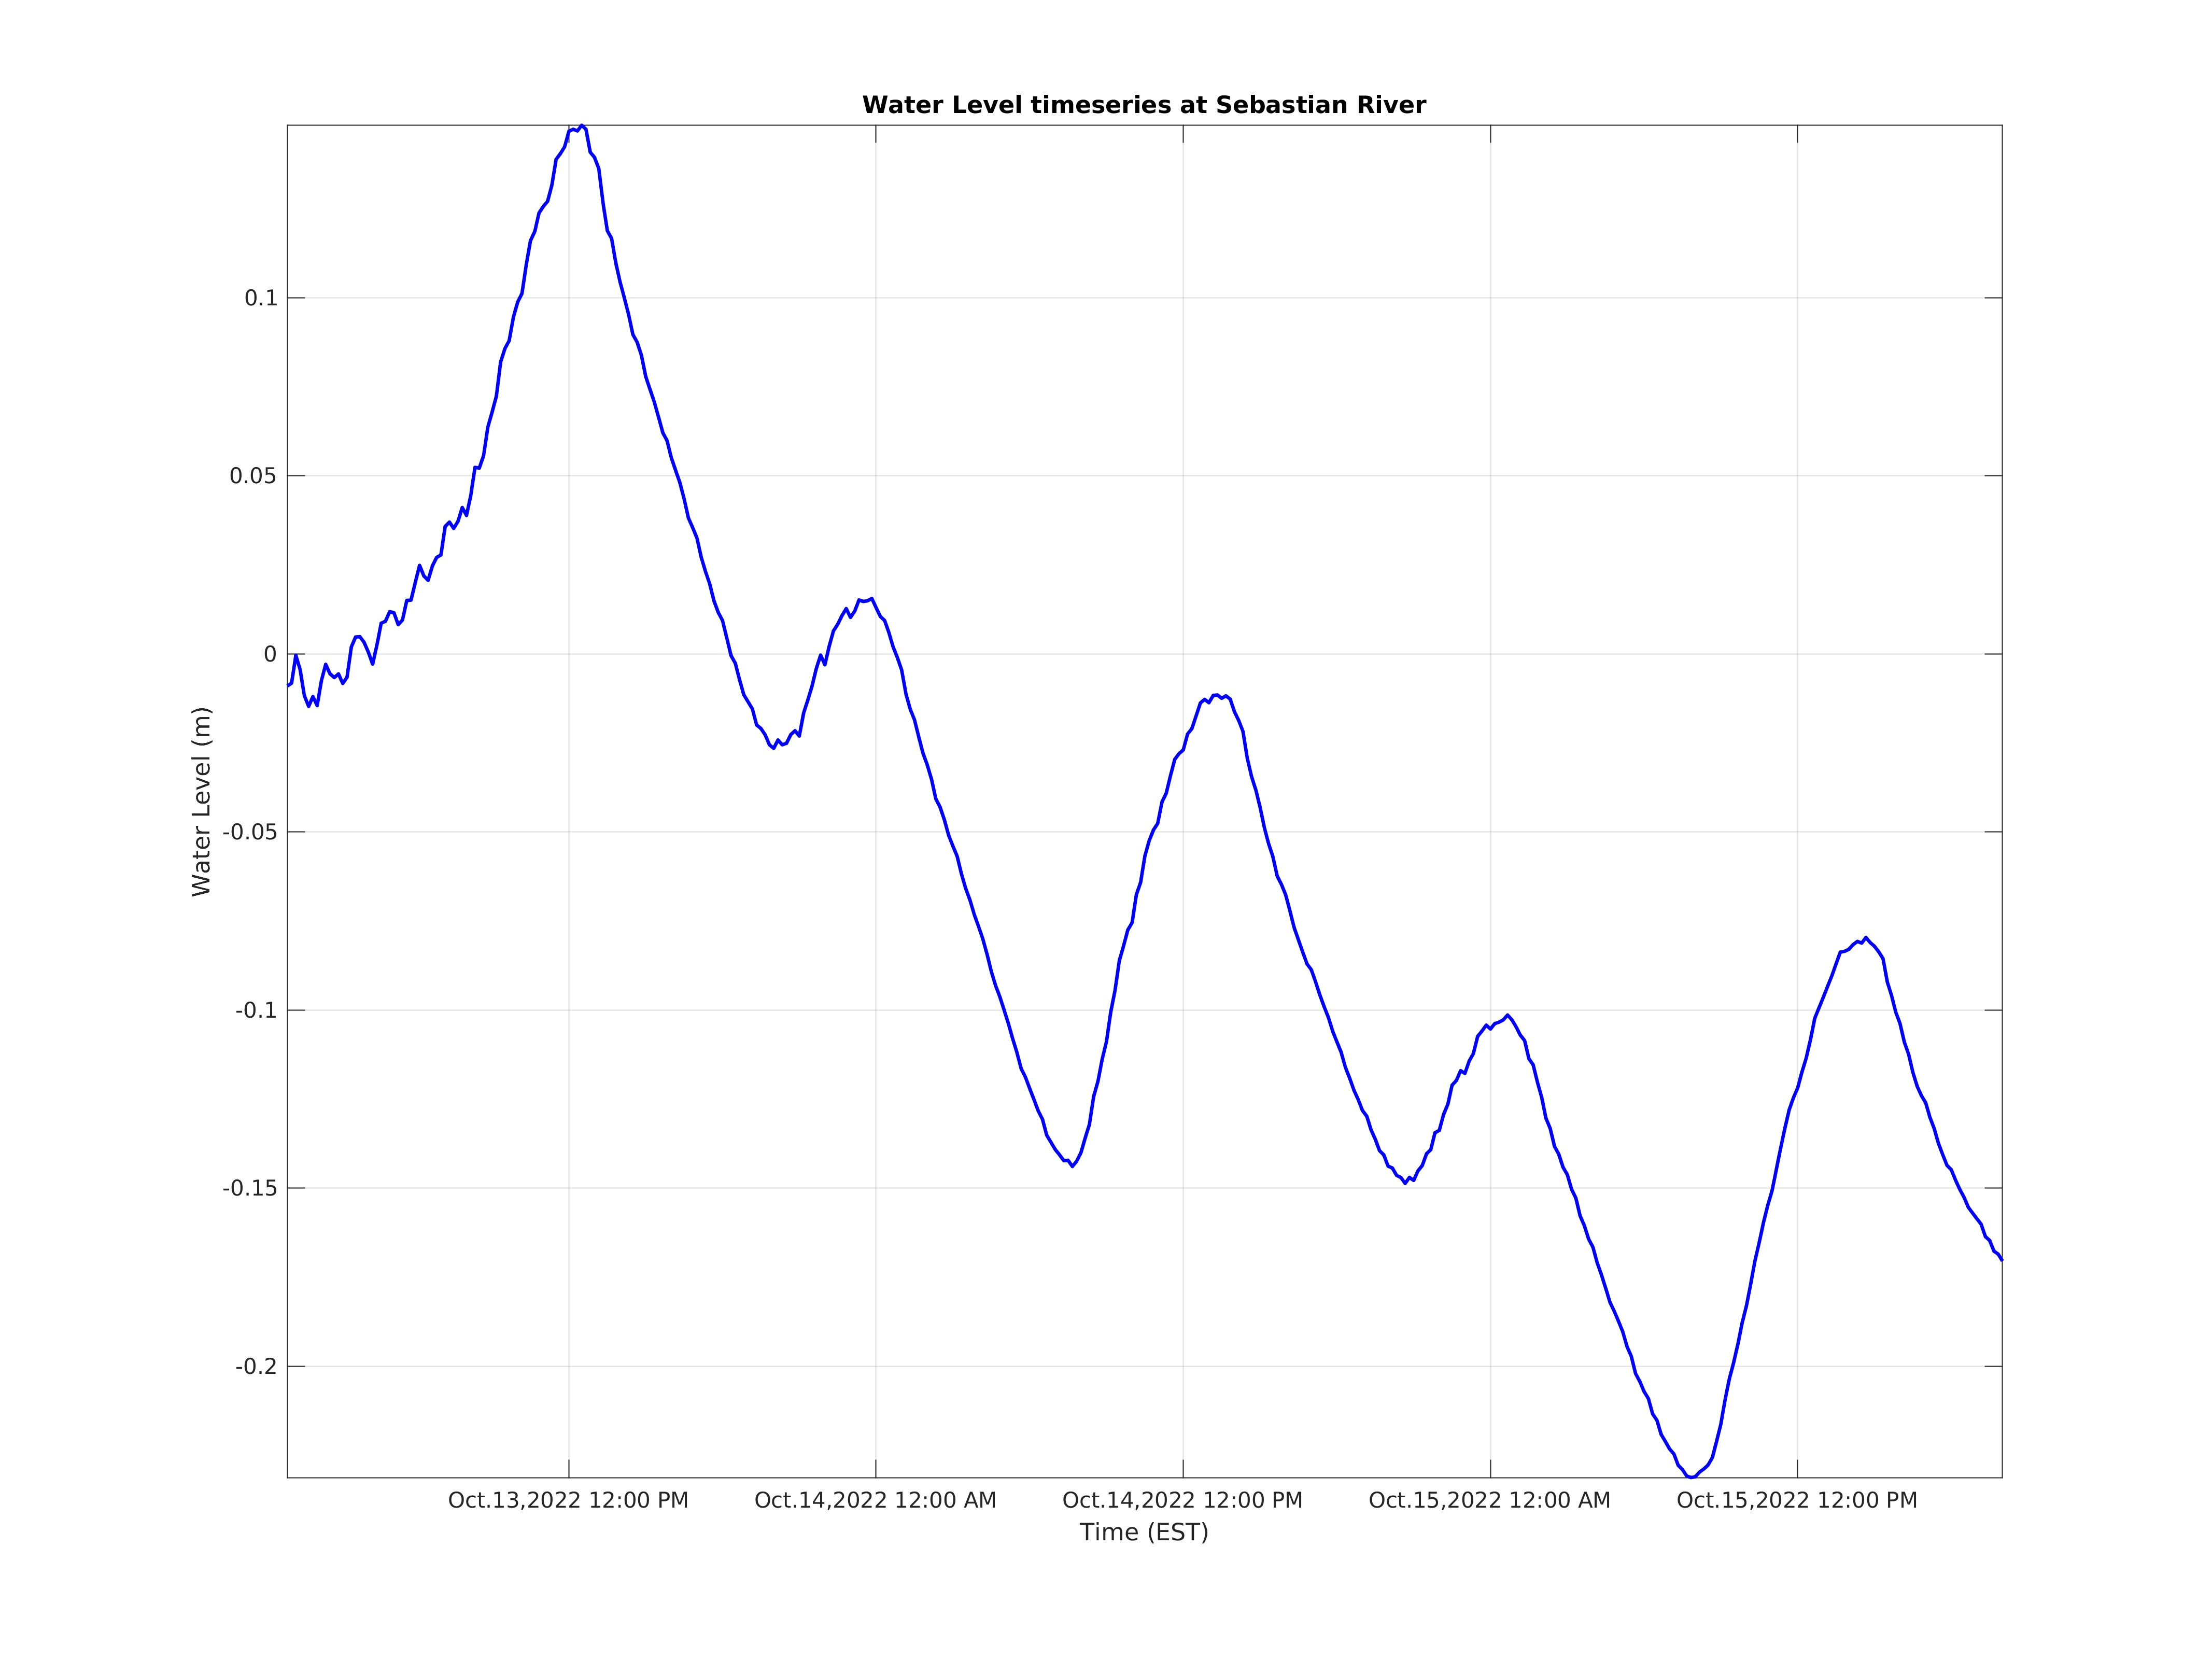 Water Level timeseries at Sebastian River
0.1
0.05
0
-0.05
-0.1
-0.15
-0.2
Water Level (m)
Oct.13,2022 12:00 PM
Oct.14,2022 12:00 AM
Oct.14,2022 12:00 PM
Oct.15,2022 12:00 AM
Oct.15,2022 12:00 PM
Time (EST)